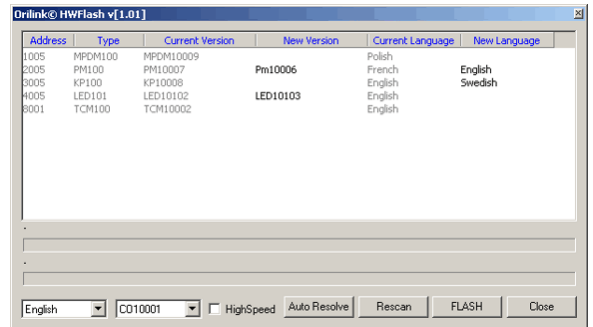 Orilink© HWFlash v[1.01]
Address Type Current Version New Version Current Language New Language
1005 MPDM100 MPDM10009 Polish
2005 PM100 PM10007 Pm10006 French English
3005 KP100 KP10008 English Swedish
4005 LED101 LED10102 LED10103 English
8001 TCM100 TCM10002 English
English CO10001 HighSpeed Auto Resolve Rescan FLASH Close